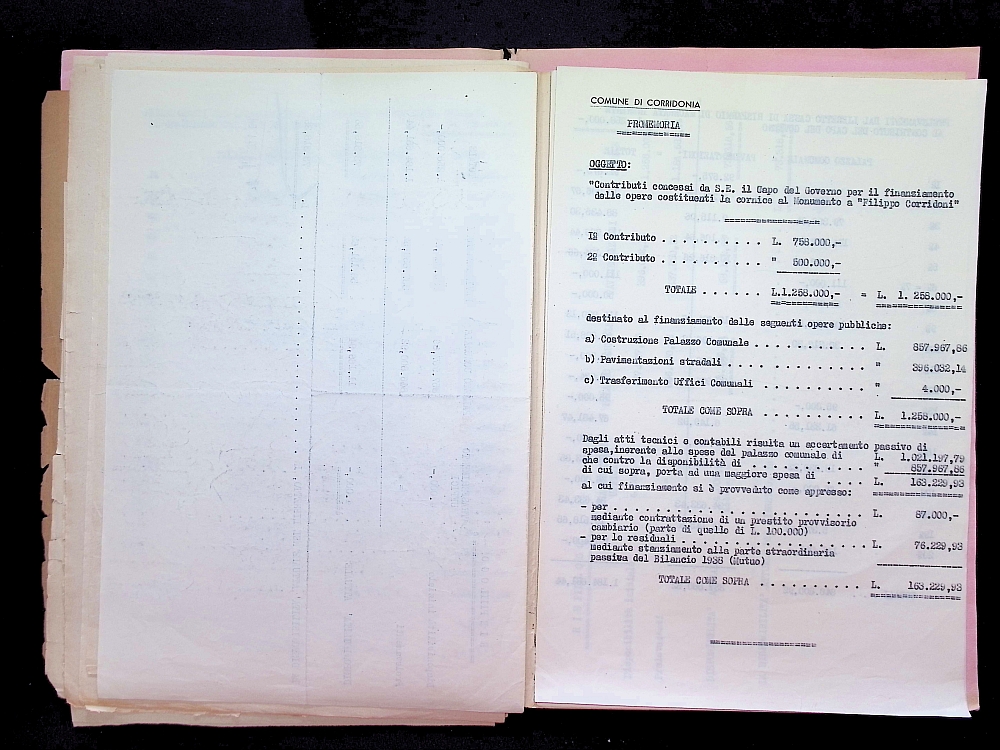 COMUNE DI CORRIDONIA
PROMEMORIA
OGGETTO:
"Contributi concessi da S.E. il Capo del Governo per il finanziamento
delle opere costituenti la cornice al Monumento a "Filippo Corridoni"
1º Contributo . . . . . . . . . . . L. 758.000,-
2º Contributo . . . . . . . . . . . " 500.000,-
TOTALE . . . . . . L.1.258.000,- = L. 1. 258.000,-
destinato al finanziamento delle seguenti opere pubbliche:
a) Costruzione Palazzo Comunale . . . . . . . . . . . L. 857.967,86
b) Pavimentazioni stradali . . . . . . . . . . . . . " 396.032,14
c) Trasferimento Uffici Comunali . . . . . . . . . . " 4.000,-
TOTALE COME SOPRA . . . . . . . . . . L. 1.258.000,-
Dagli atti tecnici e contabili risulta un accertamento passivo di
spesa,inerente alle spese del palazzo comunale di L. 1.021.197,79
che contro la disponibilità di . . . . . . . . . . . " 857.967,86
di cui sopra, porta ad una maggiore spesa di . . . . L. 163.229,93
al cui finanziamento si è provveduto come appresso:
- per . . . . . . . . . . . . . . . . . . . . . . . L. 87.000,-
mediante contrattazione di un prestito provvisorio
cambiario (parte di quello di L. 100.000)
- per le residuali . . . . . . . . . . . . . . . . . L. 76.229,93
mediante stanziamento alla parte straordinaria
passiva del Bilancio 1938 (Mutuo)
TOTALE COME SOPRA . . . . . . . . . . L. 163.229,93